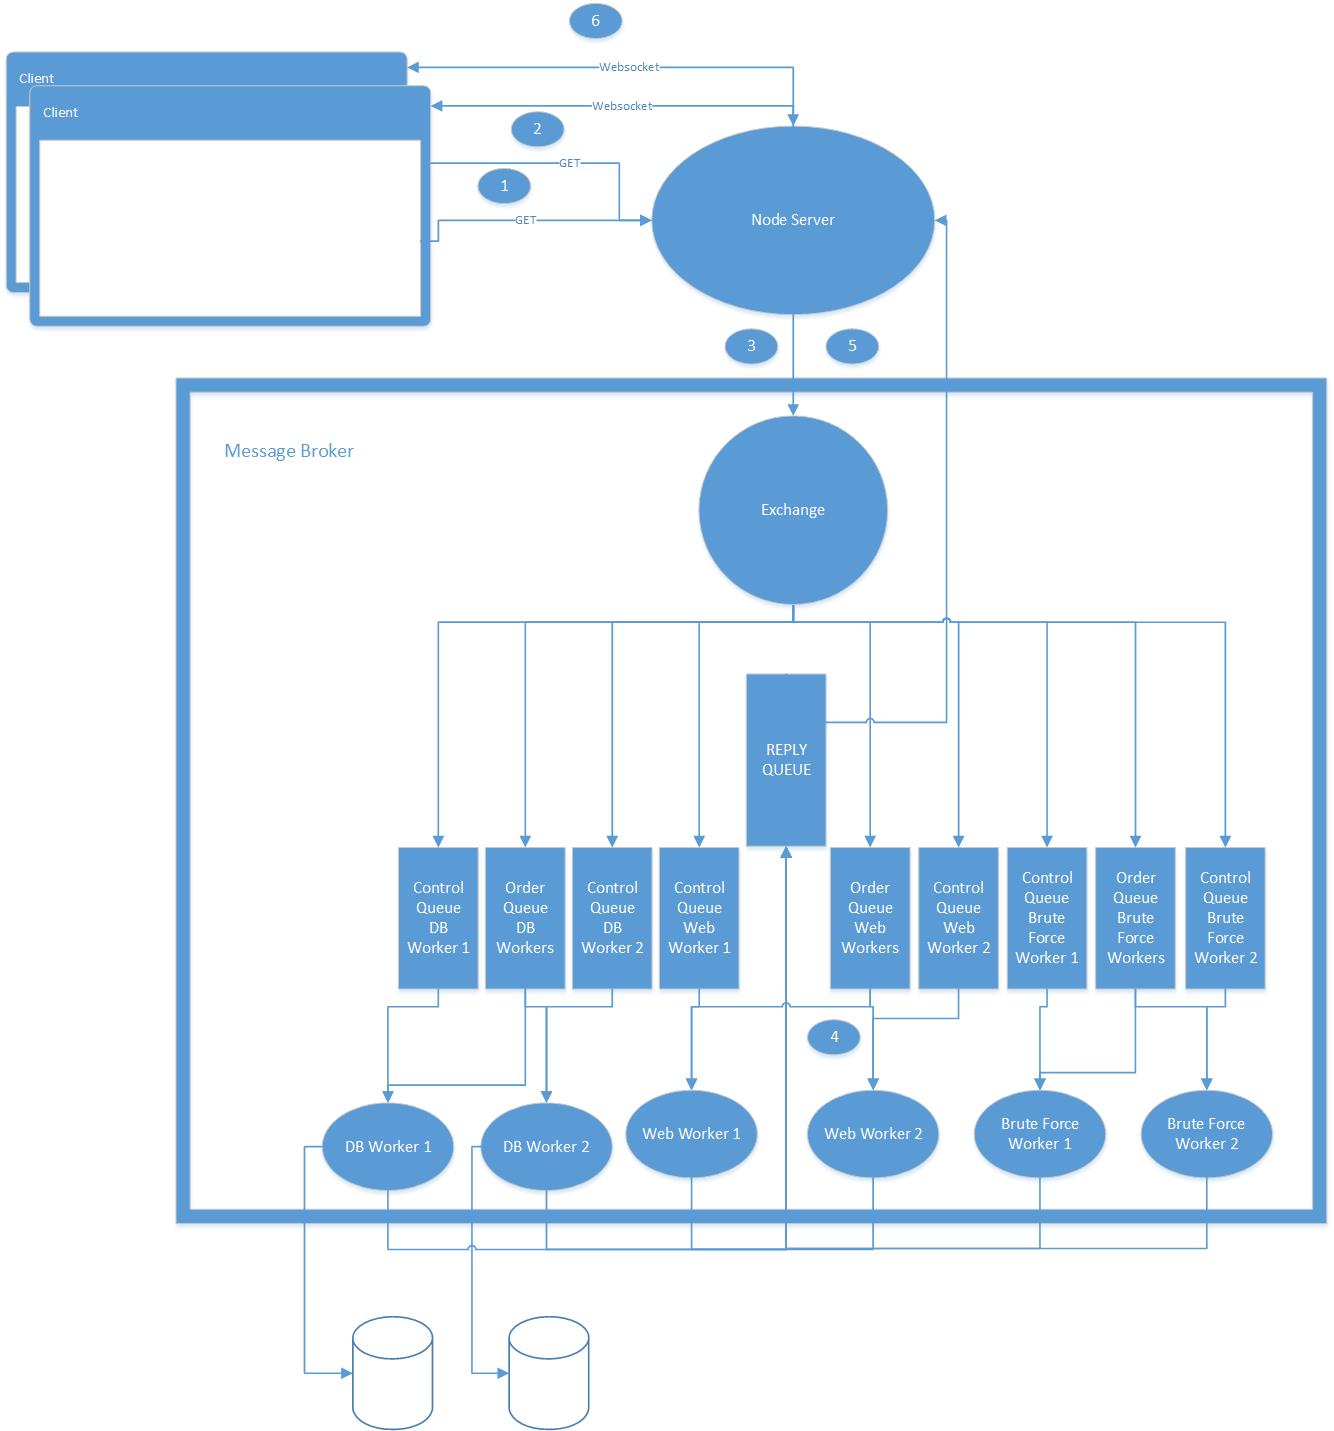 6
Client
Websocket
Client
Websocket
2
GET
1
GET
Node Server
3
5
Message Broker
Exchange
REPLY
QUEUE
Control
Queue
DB
Worker 1
Order
Queue
DB
Workers
Control
Queue
DB
Worker 2
Control
Queue
Web
Worker 1
Order
Queue
Web
Workers
Control
Queue
Web
Worker 2
Control
Queue
Brute
Force
Worker 1
Order
Queue
Brute
Force
Workers
Control
Queue
Brute
Force
Worker 2
4
DB Worker 1
DB Worker 2
Web Worker 1
Web Worker 2
Brute Force
Worker 1
Brute Force
Worker 2